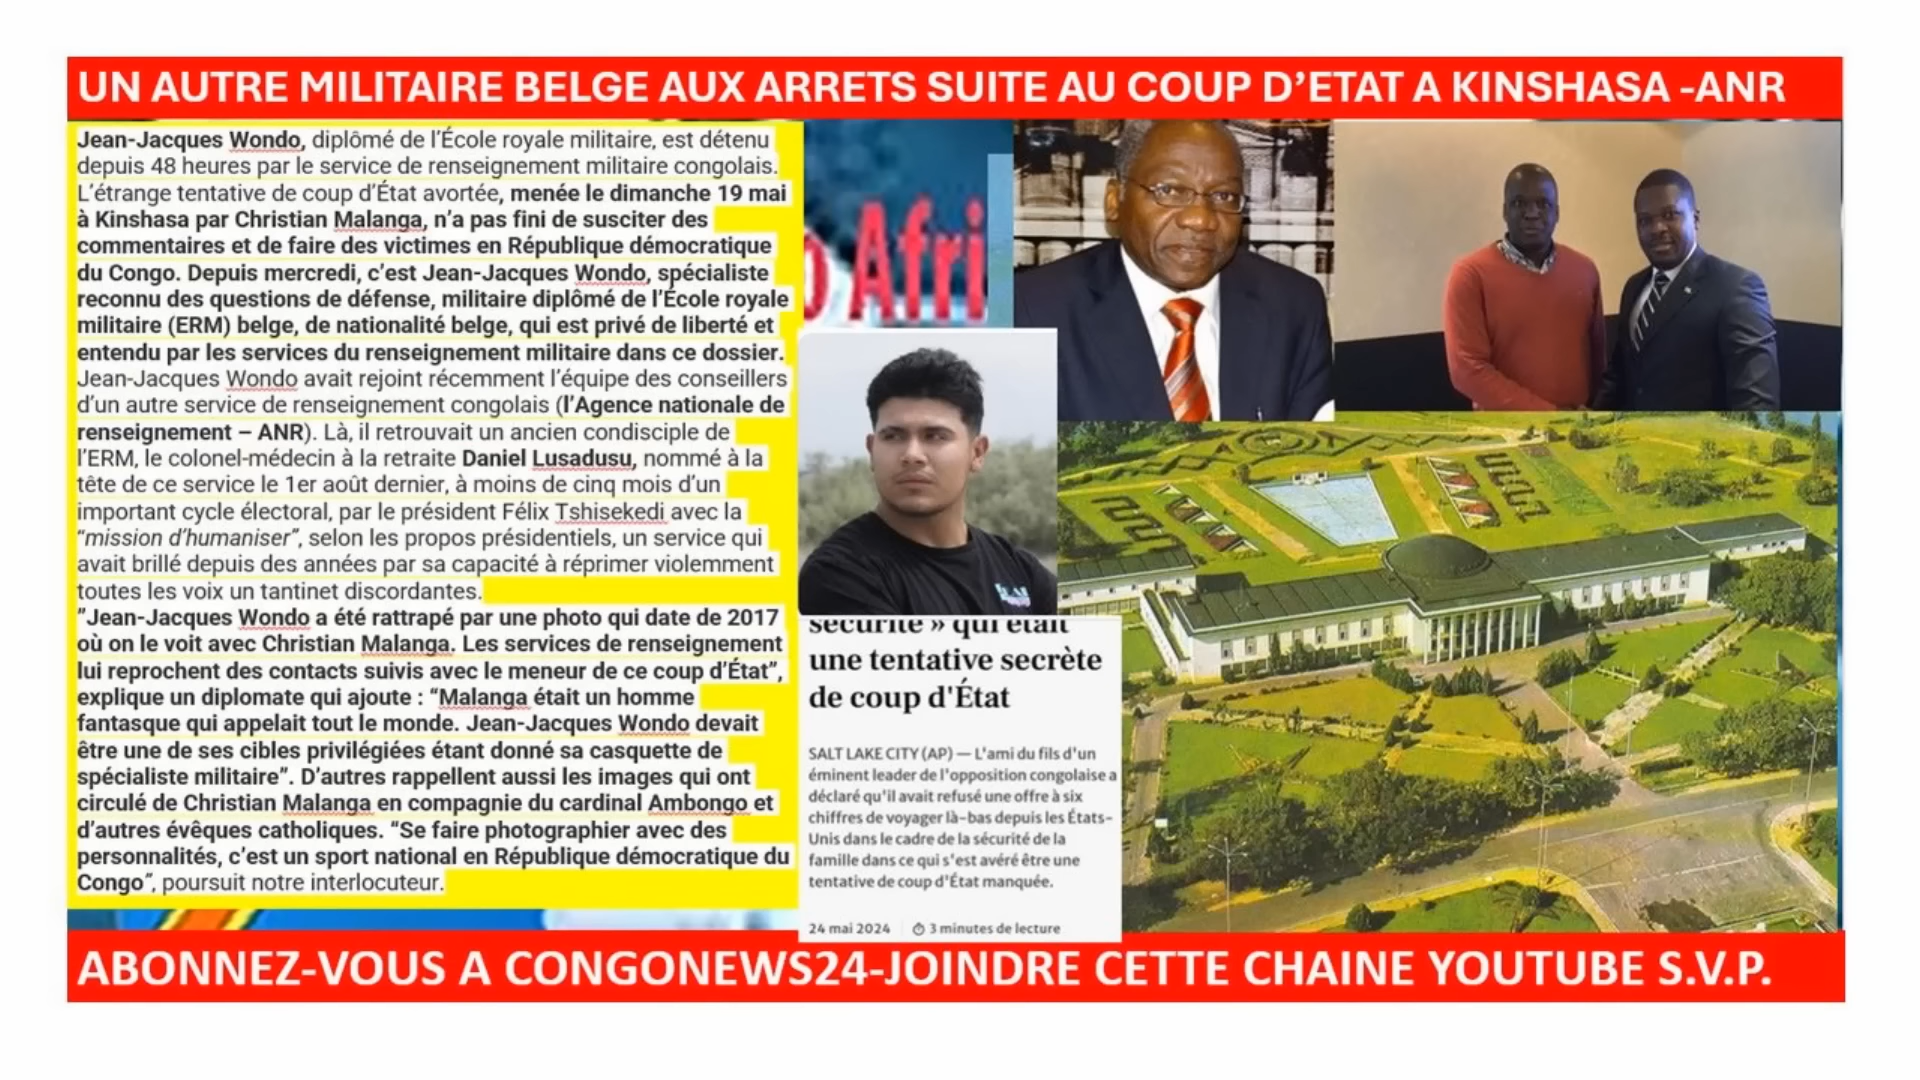 UN AUTRE MILITAIRE BELGE AUX ARRETS SUITE AU COUP D’ETAT A KINSHASA -ANR
Jean-Jacques Wondo, diplômé de l’École royale militaire, est détenu
depuis 48 heures par le service de renseignement militaire congolais.
L’étrange tentative de coup d’État avortée, menée le dimanche 19 mai
à Kinshasa par Christian Malanga, n’a pas fini de susciter des
commentaires et de faire des victimes en République démocratique
du Congo. Depuis mercredi, c’est Jean-Jacques Wondo, spécialiste
reconnu des questions de défense, militaire diplômé de l’École royale
militaire (ERM) belge, de nationalité belge, qui est privé de liberté et
entendu par les services du renseignement militaire dans ce dossier.
Jean-Jacques Wondo avait rejoint récemment l’équipe des conseillers
d’un autre service de renseignement congolais (l’Agence nationale de
renseignement – ANR). Là, il retrouvait un ancien condisciple de
l’ERM, le colonel-médecin à la retraite Daniel Lusadusu, nommé à la
tête de ce service le 1er août dernier, à moins de cinq mois d’un
important cycle électoral, par le président Félix Tshisekedi avec la
“mission d’humaniser”, selon les propos présidentiels, un service qui
avait brillé depuis des années par sa capacité à réprimer violemment
toutes les voix un tantinet discordantes.
”Jean-Jacques Wondo a été rattrapé par une photo qui date de 2017
où on le voit avec Christian Malanga. Les services de renseignement
lui reprochent des contacts suivis avec le meneur de ce coup d’État”,
explique un diplomate qui ajoute : “Malanga était un homme
fantasque qui appelait tout le monde. Jean-Jacques Wondo devait
être une de ses cibles privilégiées étant donné sa casquette de
spécialiste militaire”. D’autres rappellent aussi les images qui ont
circulé de Christian Malanga en compagnie du cardinal Ambongo et
d’autres évêques catholiques. “Se faire photographier avec des
personnalités, c’est un sport national en République démocratique du
Congo”, poursuit notre interlocuteur.
o Afri
sécurité » qui était
une tentative secrète
de coup d'État
SALT LAKE CITY (AP) — L'ami du fils d'un
éminent leader de l'opposition congolaise a
déclaré qu'il avait refusé une offre à six
chiffres de voyager là-bas depuis les États-
Unis dans le cadre de la sécurité de la
famille dans ce qui s'est avéré être une
tentative de coup d'État manquée.
24 mai 2024 3 minutes de lecture
ABONNEZ-VOUS A CONGONEWS24-JOINDRE CETTE CHAINE YOUTUBE S.V.P.